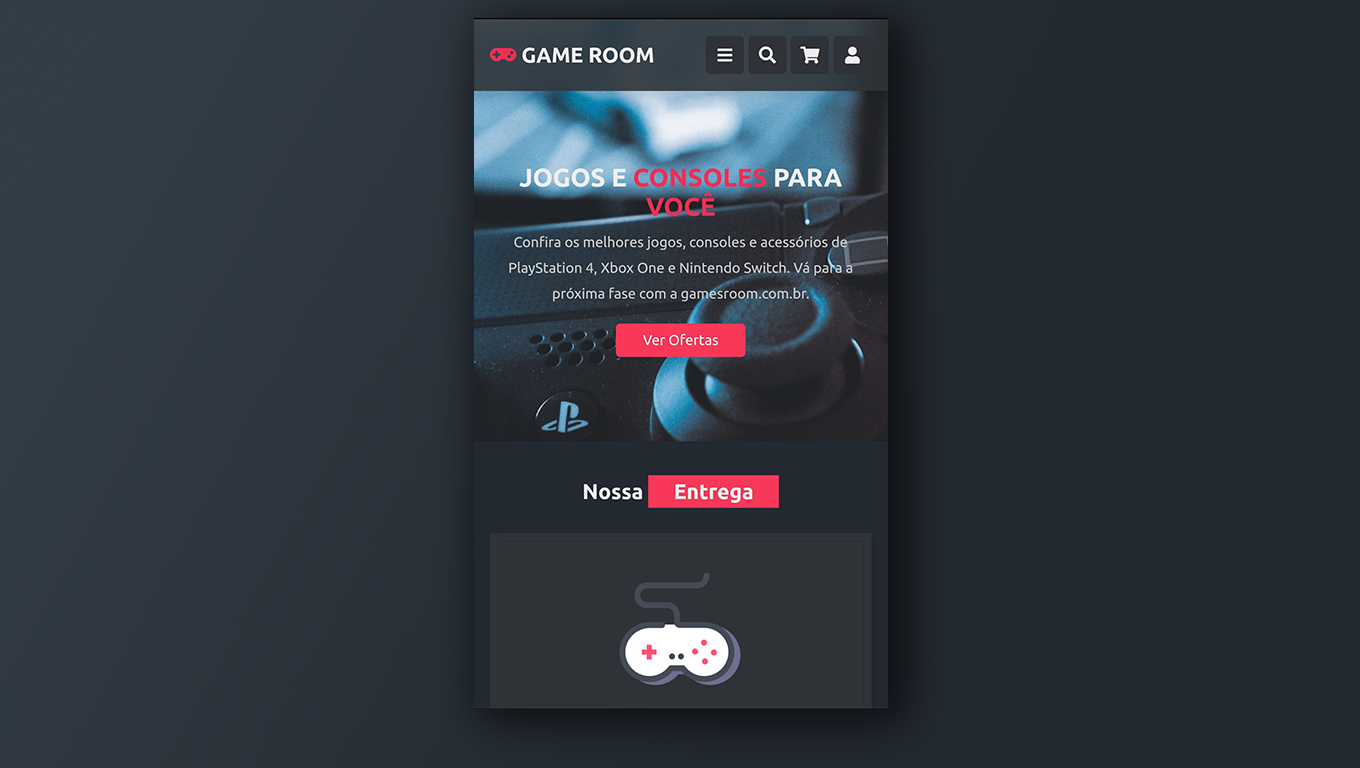 GAME ROOM
JOGOS E CONSOLES PARA
VOCÊ
Confira os melhores jogos, consoles e acessórios de
PlayStation 4, Xbox One e Nintendo Switch. Vá para a
próxima fase com a gamesroom.com.br.
Ver Ofertas
Nossa Entrega